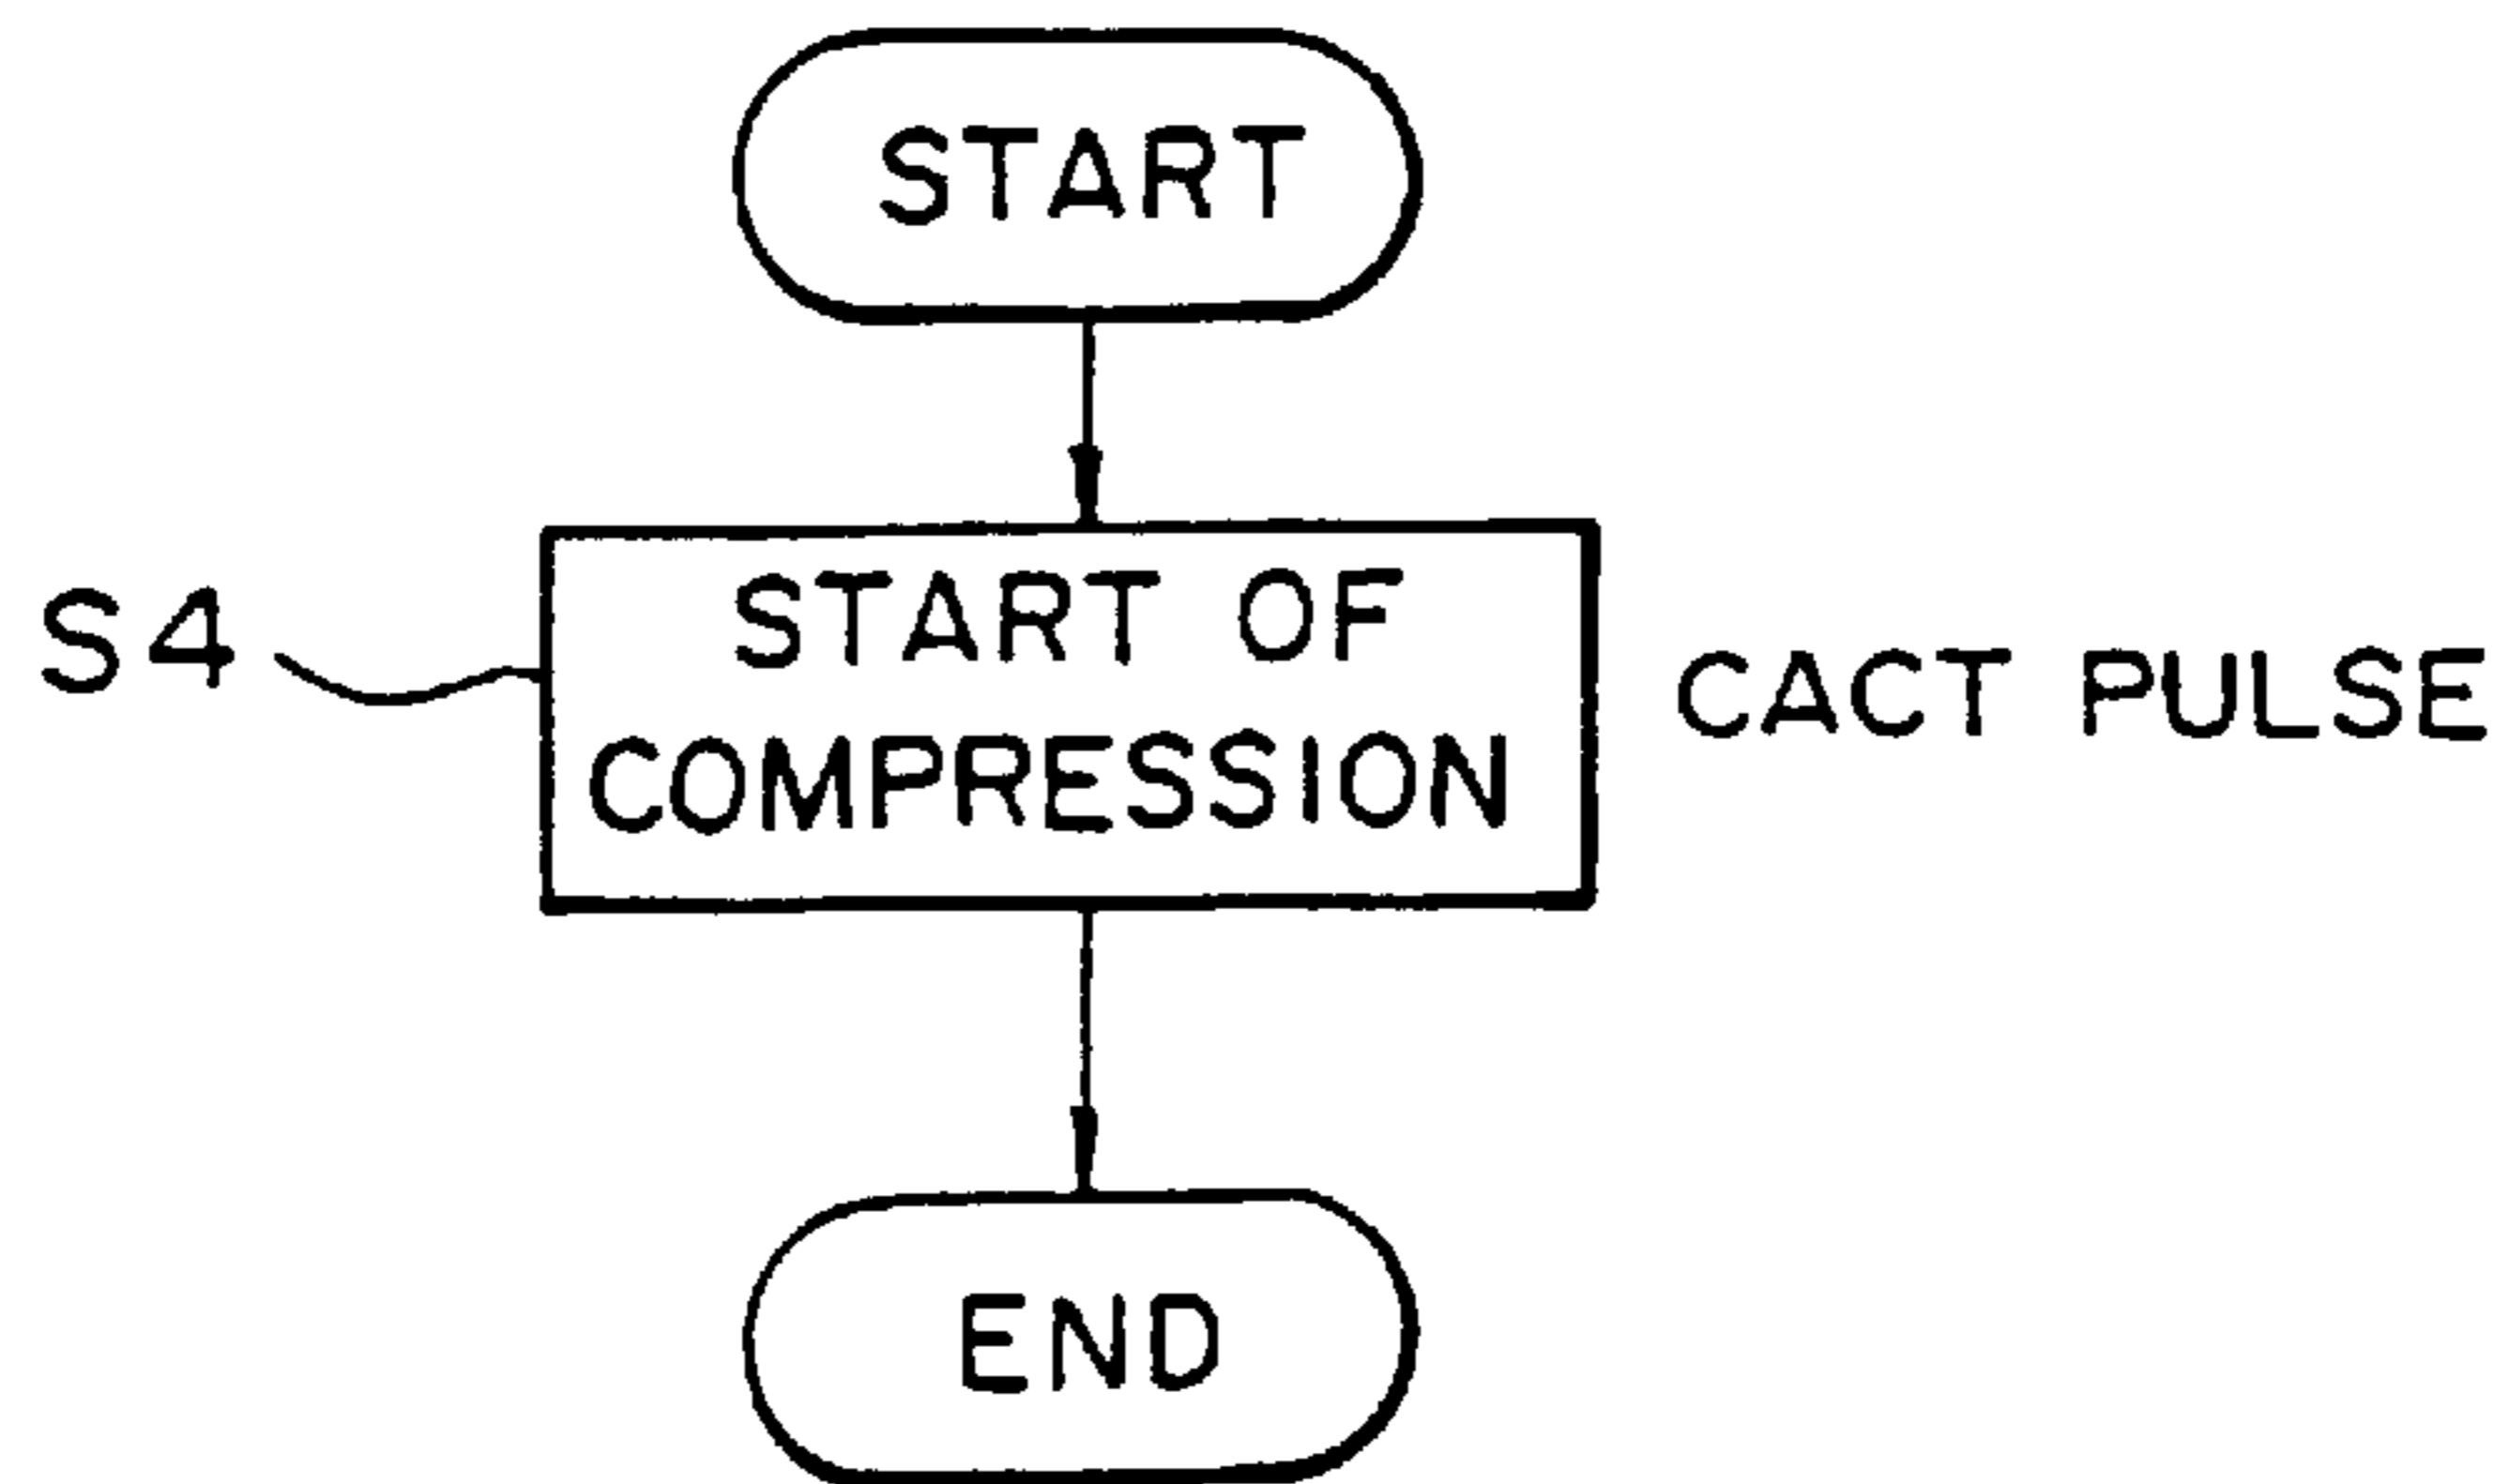 START
S4
START OF
COMPRESSION
CACT PULSE
END